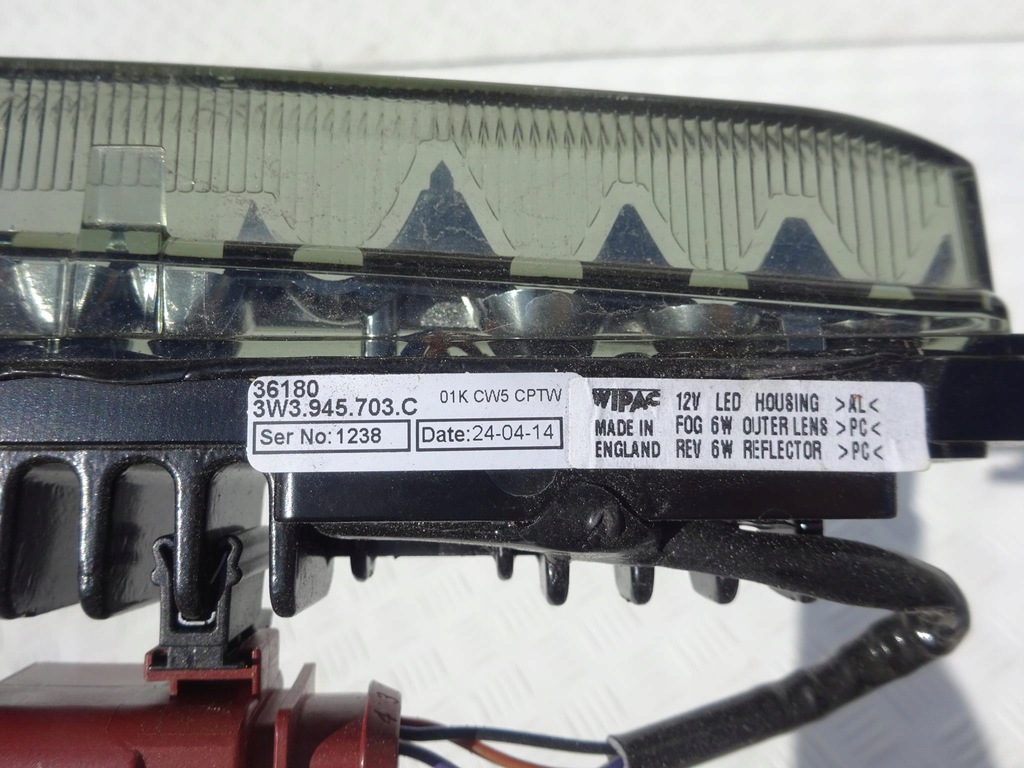 36180
3W3.945.703.C
01K CW5 CPTW
Ser No:1238
Date:24-04-14
WIPAC
MADE IN
ENGLAND
12V LED HOUSING >AL<
FOG 6W OUTER LENS >PC<
REV 6W REFLECTOR >PC<